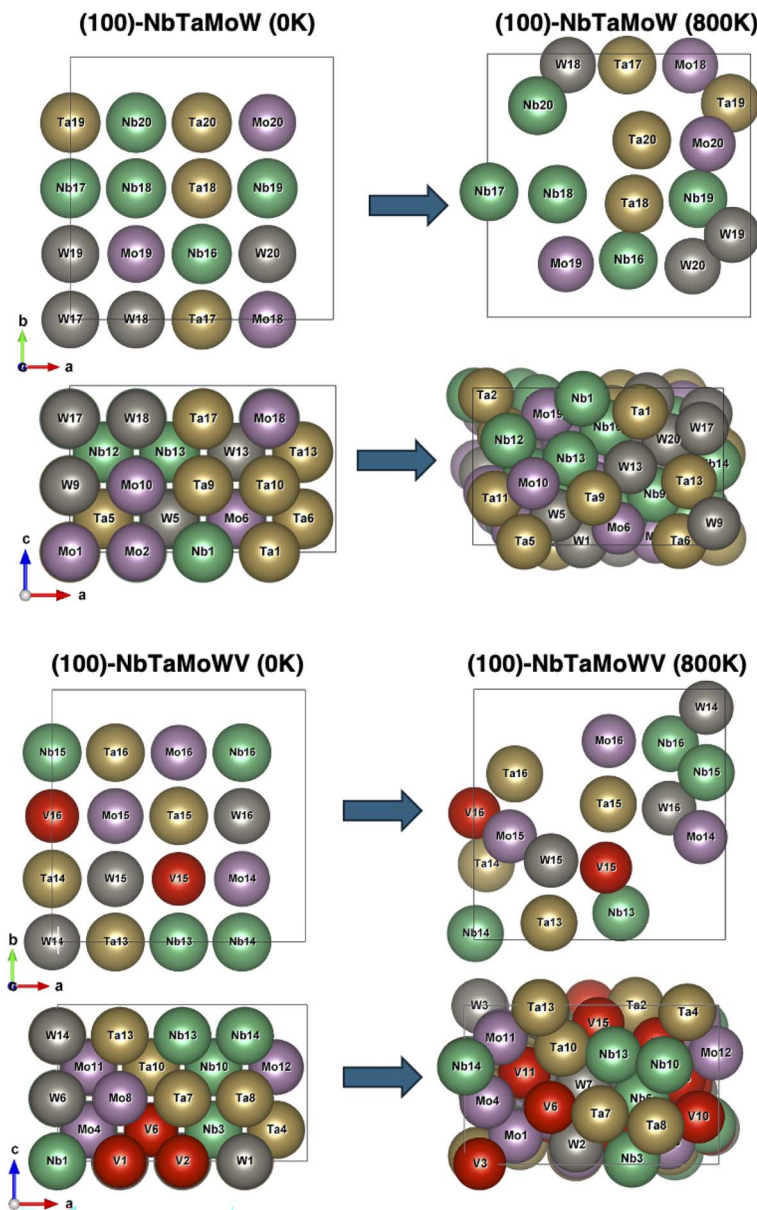 (100)-NbTaMoW (0K)
(100)-NbTaMoW (800K)
Ta19 Nb20 Ta20 Mo20
Nb17 Nb18 Ta18 Nb19
W19 Mo19 Nb16 W20
W17 W18 Ta17 Mo18
b
a
W18 Ta17 Mo18
Nb20 Ta19
Ta20 Mo20
Nb17 Nb18 Ta18 Nb19
W19
Mo19 Nb16 W20
W17 W18 Ta17 Mo18
Nb12 Nb13 W13 Ta13
W9 Mo10 Ta9 Ta10
Ta5 W5 Mo6 Ta6
Mo1 Mo2 Nb1 Ta1
c
a
Ta2 Nb1
Mo19 Ta1
W17
Nb12 W20
Nb13 W13 Nb14
Mo10 Ta13
Ta11 Ta9 Nb9
W5 Mo6 W9
Ta5 W1 Ta6
(100)-NbTaMoWV (0K)
(100)-NbTaMoWV (800K)
Nb15 Ta16 Mo16 Nb16
V16 Mo15 Ta15 W16
Ta14 W15 V15 Mo14
W14 Ta13 Nb13 Nb14
b
a
W14
Mo16 Nb16
Ta16 Nb15
V16 Ta15 W16
Mo15 Mo14
Ta14 W15 V15
Nb14 Ta13 Nb13
W14 Ta13 Nb13 Nb14
Mo11 Ta10 Nb10 Mo12
W6 Mo8 Ta7 Ta8
Mo4 V6 Nb3 Ta4
Nb1 V1 V2 W1
c
a
W3 Ta13 Ta2 Ta4
V15
Mo11 Ta10 Nb13
Nb14 V11 Nb10 Mo12
W7
Mo4 V6 Ta7 Nb6 V10
Mo1 W2 Ta8
V3 Nb3